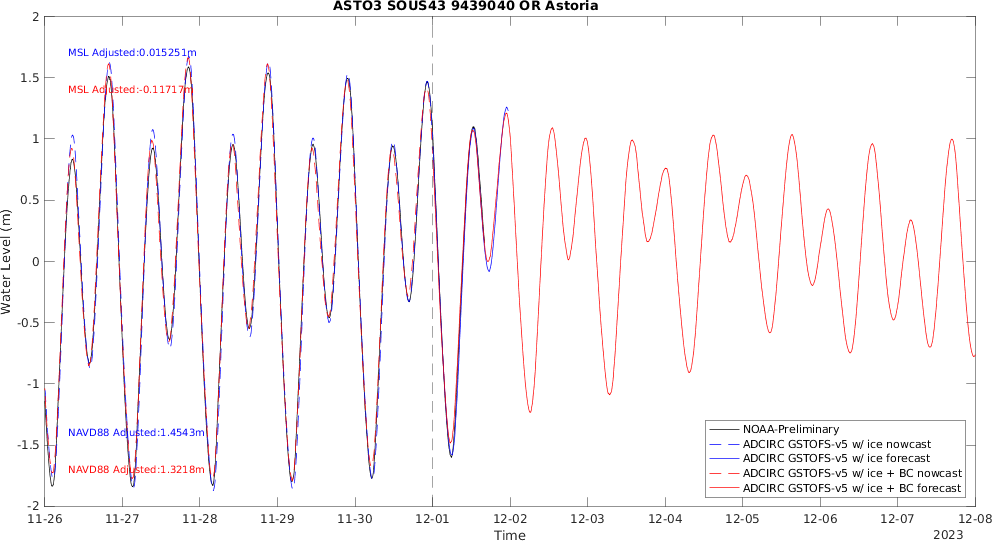 ASTO3 SOUS43 9439040 OR Astoria
2
1.5
1
0.5
0
-0.5
-1
-1.5
-2
Water Level (m)
MSL Adjusted:0.015251m
MSL Adjusted:-0.11717m
NAVD88 Adjusted:1.4543m
NAVD88 Adjusted:1.3218m
NOAA-Preliminary
ADCIRC GSTOFS-v5 w/ ice nowcast
ADCIRC GSTOFS-v5 w/ ice forecast
ADCIRC GSTOFS-v5 w/ ice + BC nowcast
ADCIRC GSTOFS-v5 w/ ice + BC forecast
11-26 11-27 11-28 11-29 11-30 12-01 12-02 12-03 12-04 12-05 12-06 12-07 12-08
Time
2023